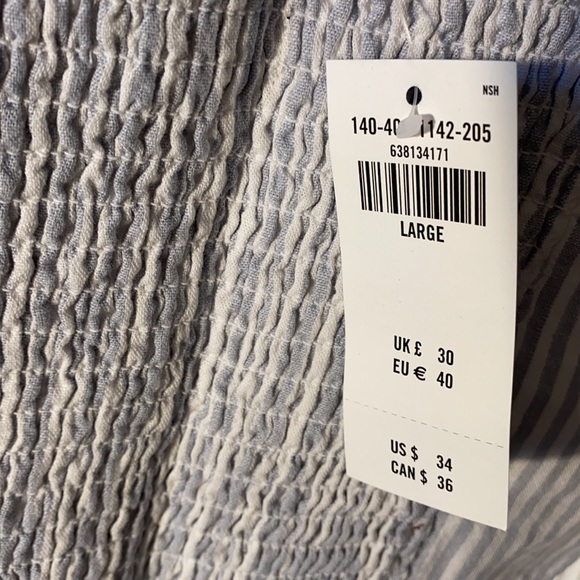 NSH
140-40 1142-205
638134171
LARGE
UK £ 30
EU € 40
US $ 34
CAN $ 36